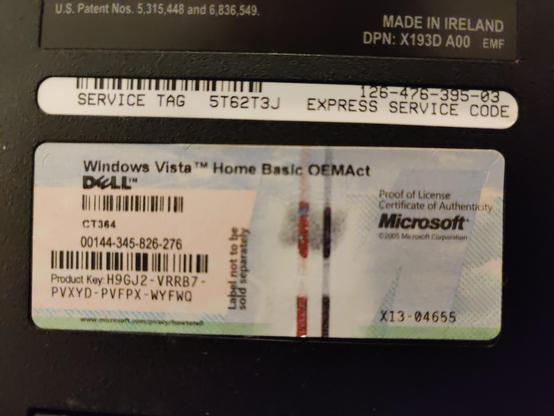 U.S. Patent Nos. 5,315,448 and 6,836,549.
MADE IN IRELAND
DPN: X193D A00 EMF
126-476-395-03
SERVICE TAG 5T62T3J EXPRESS SERVICE CODE
Windows Vista™ Home Basic OEMAct
DELL™
CT364
00144-345-826-276
Product Key: H9GJ2-VRRB7-
PVXYD-PVFPX-WYFWQ
www.microsoft.com/piracy/howtotell
Label not to be
sold separately
Proof of License
Certificate of Authenticity
Microsoft®
©2005 Microsoft Corporation
X13-04655